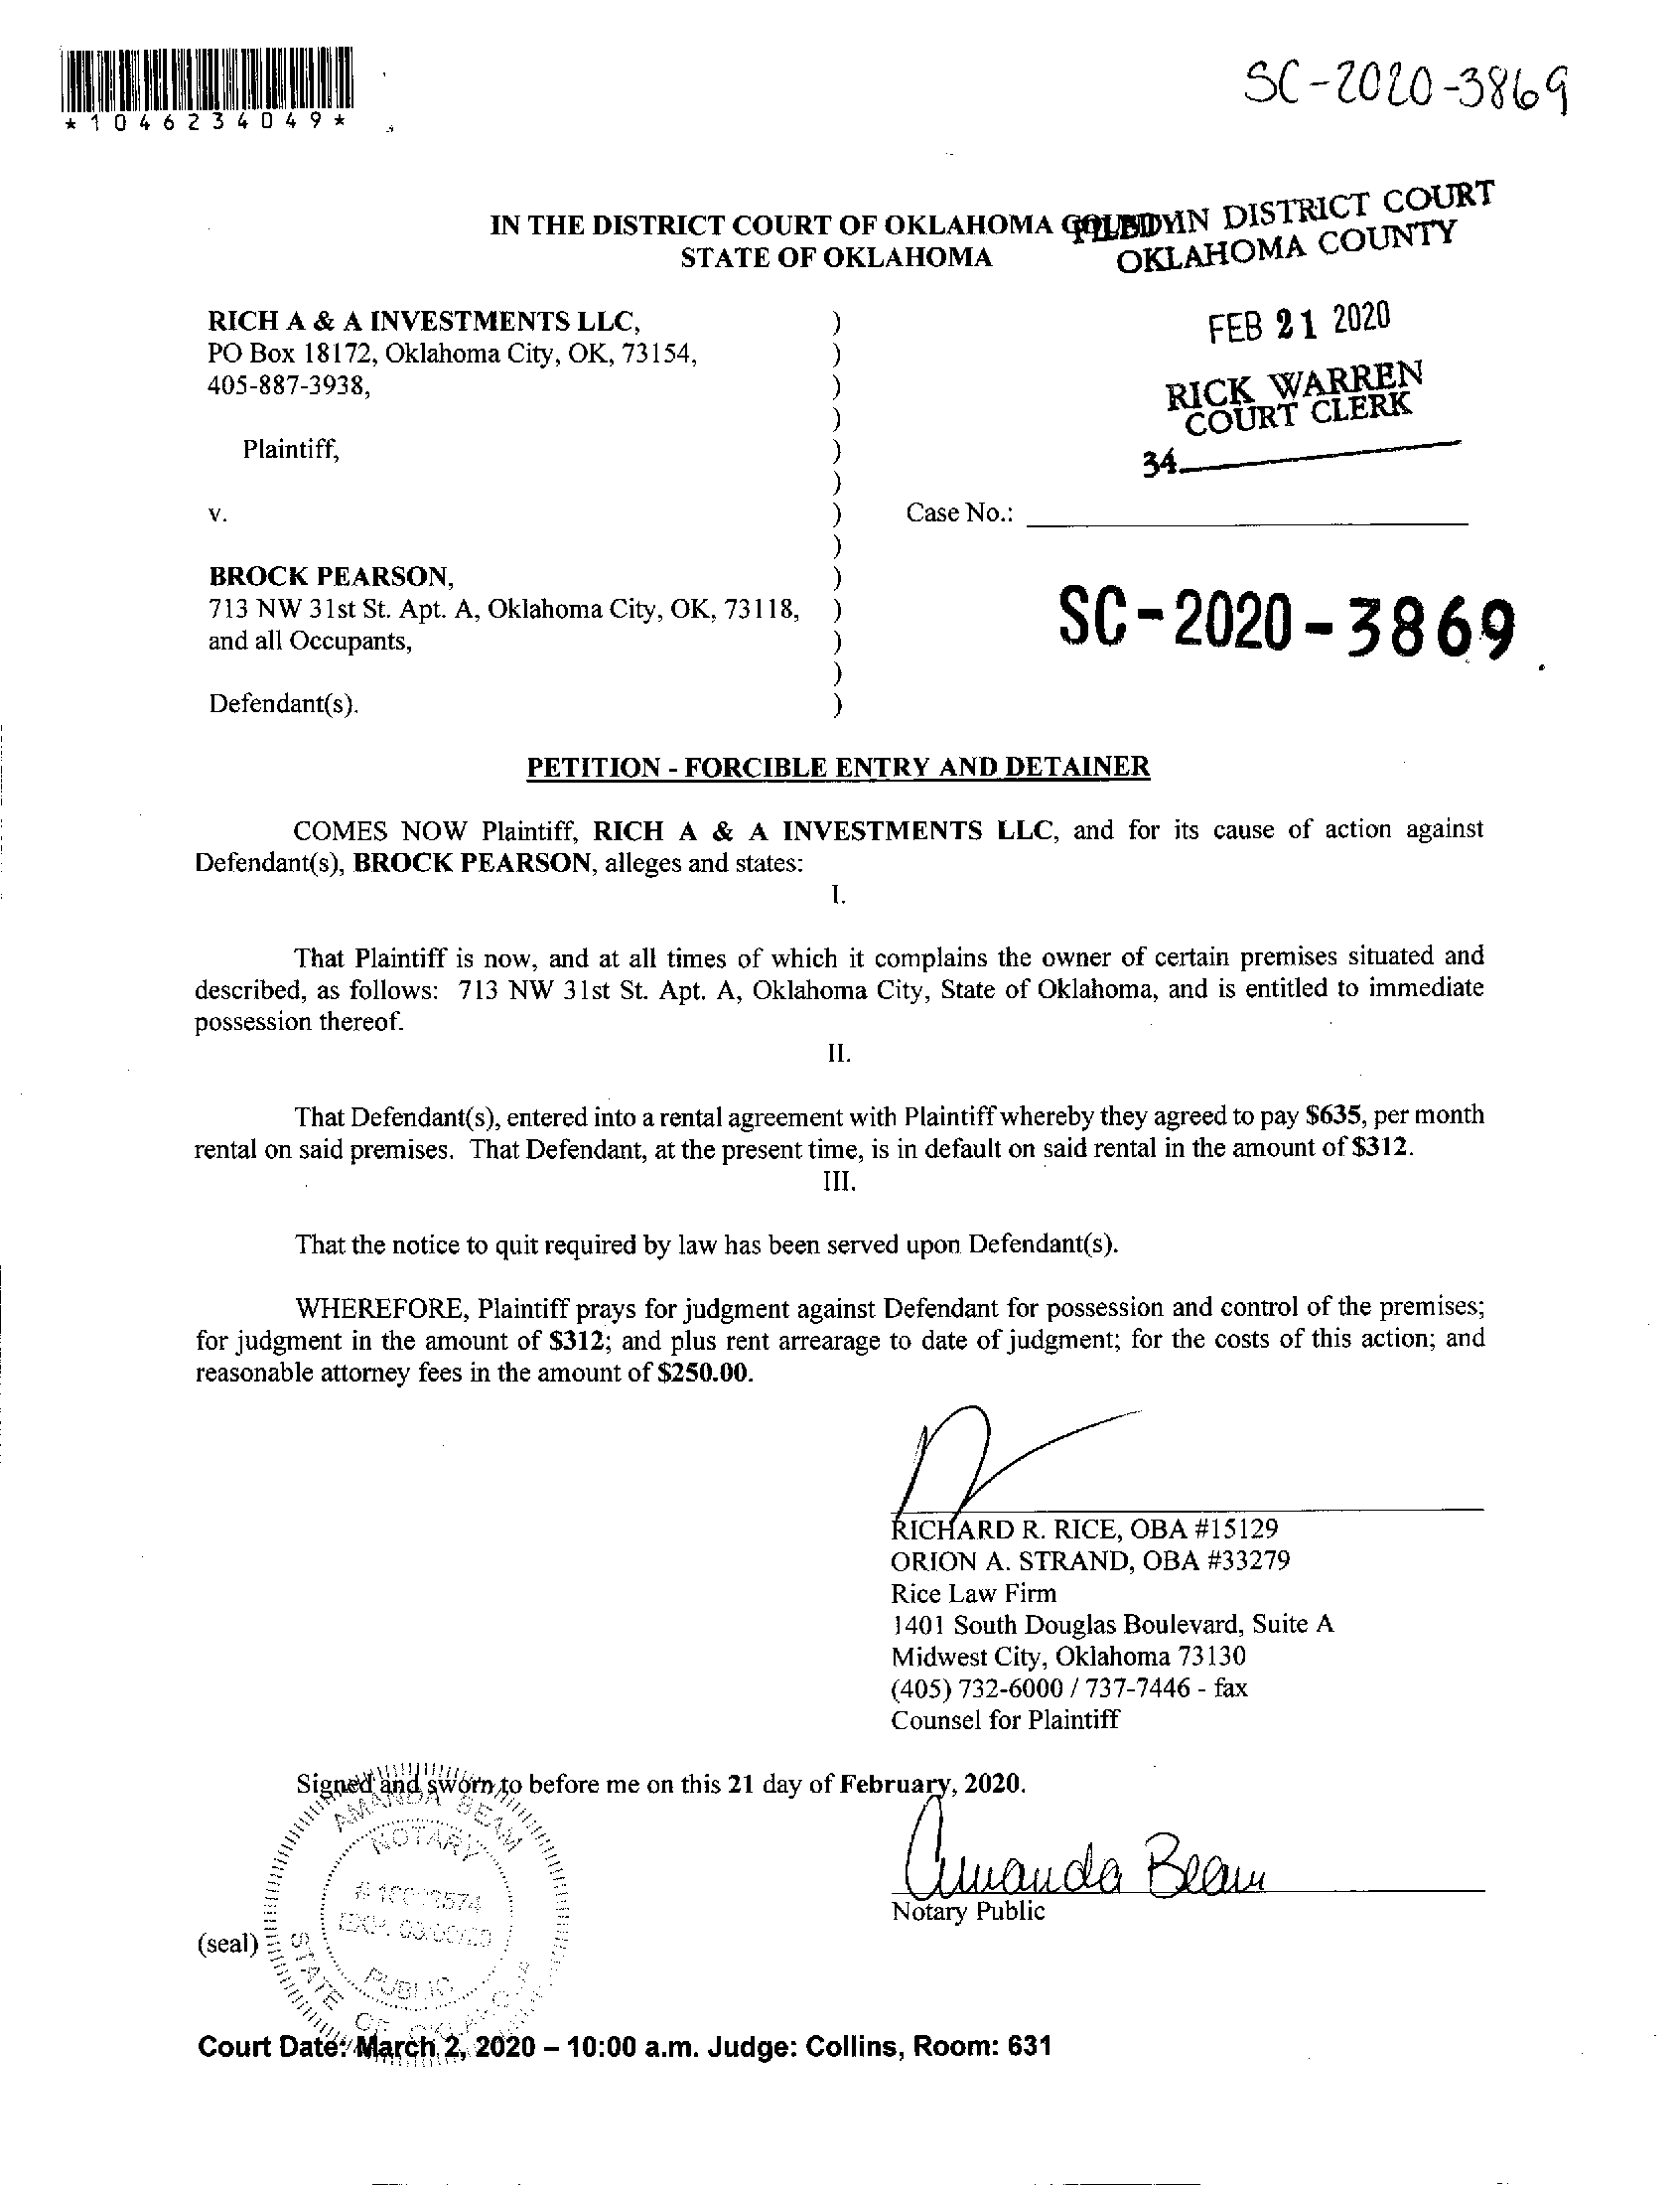 *1046234049*
SC-2020-3869
IN THE DISTRICT COURT OF OKLAHOMA COUNTY
STATE OF OKLAHOMA
FILED IN DISTRICT COURT
OKLAHOMA COUNTY
FEB 21 2020
RICK WARREN
COURT CLERK
34
RICH A & A INVESTMENTS LLC, )
PO Box 18172, Oklahoma City, OK, 73154, )
405-887-3938, )
)
Plaintiff, )
)
v. ) Case No.:
)
BROCK PEARSON, )
713 NW 31st St. Apt. A, Oklahoma City, OK, 73118, )
and all Occupants, )
)
Defendant(s). )
SC-2020-3869
PETITION - FORCIBLE ENTRY AND DETAINER
COMES NOW Plaintiff, RICH A & A INVESTMENTS LLC, and for its cause of action against
Defendant(s), BROCK PEARSON, alleges and states:
I.
That Plaintiff is now, and at all times of which it complains the owner of certain premises situated and
described, as follows: 713 NW 31st St. Apt. A, Oklahoma City, State of Oklahoma, and is entitled to immediate
possession thereof.
II.
That Defendant(s), entered into a rental agreement with Plaintiff whereby they agreed to pay $635, per month
rental on said premises. That Defendant, at the present time, is in default on said rental in the amount of $312.
III.
That the notice to quit required by law has been served upon Defendant(s).
WHEREFORE, Plaintiff prays for judgment against Defendant for possession and control of the premises;
for judgment in the amount of $312; and plus rent arrearage to date of judgment; for the costs of this action; and
reasonable attorney fees in the amount of $250.00.
RICHARD R. RICE, OBA #15129
ORION A. STRAND, OBA #33279
Rice Law Firm
1401 South Douglas Boulevard, Suite A
Midwest City, Oklahoma 73130
(405) 732-6000 / 737-7446 - fax
Counsel for Plaintiff
Signed and sworn to before me on this 21 day of February, 2020.
AMANDA BEAM
NOTARY
PUBLIC
STATE OF OKLAHOMA
Amanda Beam
Notary Public
(seal)
Court Date: March 2, 2020 – 10:00 a.m. Judge: Collins, Room: 631